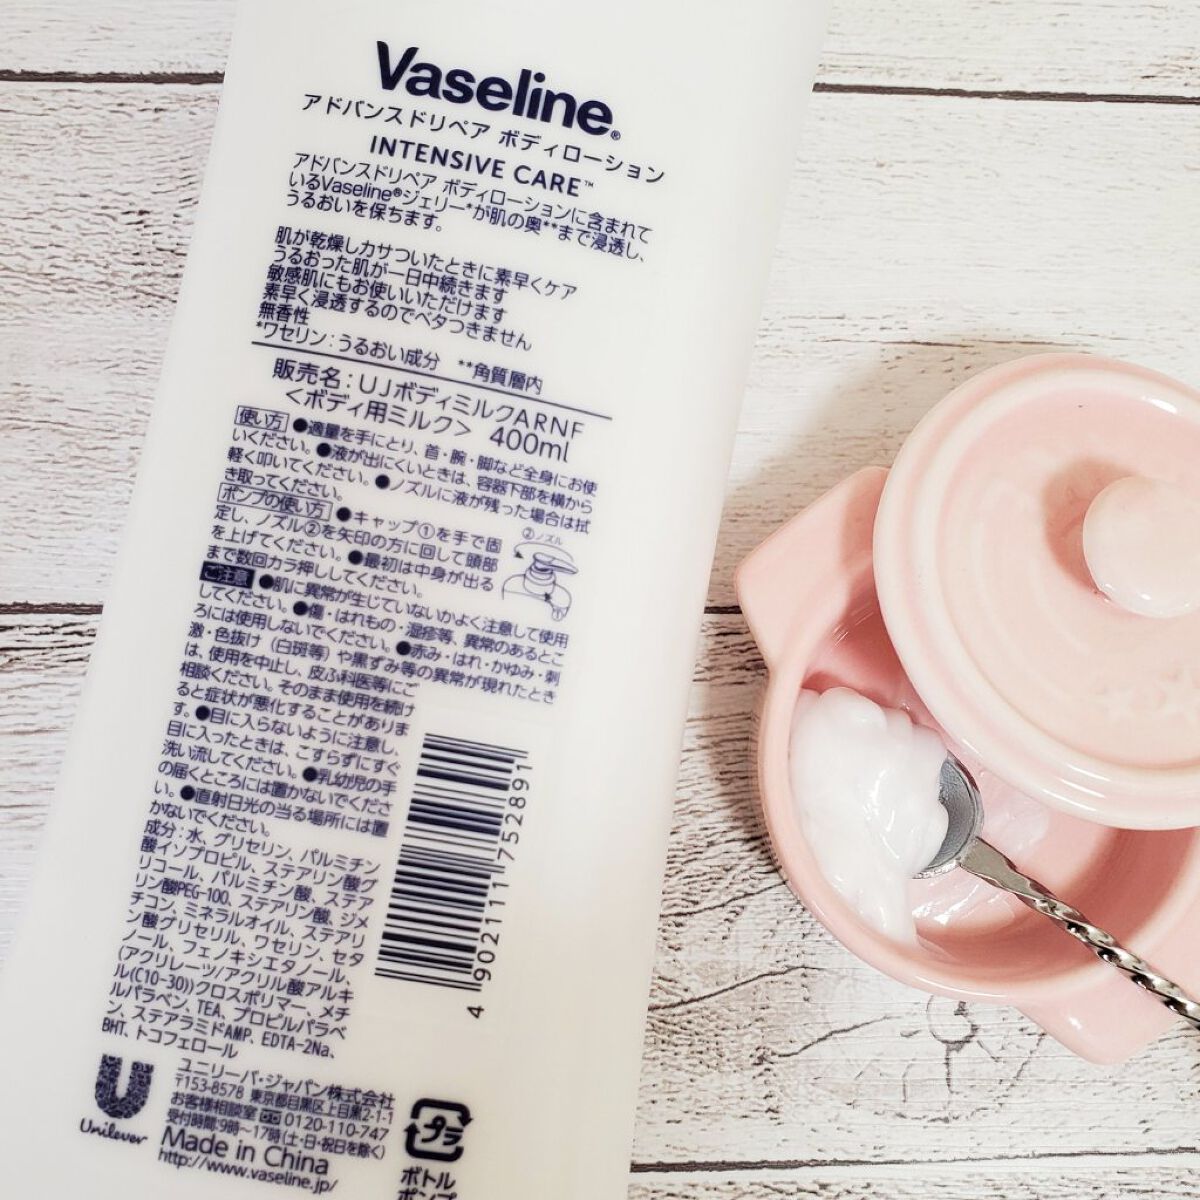 Vaseline®
アドバンスドリペア ボディローション
INTENSIVE CARE™
アドバンスドリペア ボディローションに含まれて
いるVaseline®ジェリー*が肌の奥**まで浸透し、
うるおいを保ちます。
肌が乾燥しカサついたときに素早くケア
うるおった肌が一日中続きます
敏感肌にもお使いいただけます
素早く浸透するのでベタつきません
無香性
*ワセリン:うるおい成分 **角質層内
販売名:UJボディミルクARNF
<ボディ用ミルク> 400ml
使い方 ●適量を手にとり、首・腕・脚など全身にお使
いください。●液が出にくいときは、容器下部を横から
軽く叩いてください。●ノズルに液が残った場合は拭
き取ってください。
ポンプの使い方 ●キャップ①を手で固
定し、ノズル②を矢印の方に回して頭部
を上げてください。●最初は中身が出る
まで数回カラ押ししてください。
②ノズル
①
ご注意 ●肌に異常が生じていないかよく注意して使用
してください。●傷・はれもの・湿疹等、異常のあるとこ
ろには使用しないでください。●赤み・はれ・かゆみ・刺
激・色抜け(白斑等)や黒ずみ等の異常が現れたとき
は、使用を中止し、皮ふ科医等にご
相談ください。そのまま使用を続け
ると症状が悪化することがありま
す。●目に入らないように注意し、
目に入ったときは、こすらずにすぐ
洗い流してください。●乳幼児の手
の届くところには置かないでくださ
い。●直射日光の当る場所には置
かないでください。
成分:水、グリセリン、パルミチン
酸イソプロピル、ステアリン酸グ
リコール、パルミチン酸、ステア
リン酸PEG-100、ステアリン酸、ジメ
チコン、ミネラルオイル、ステアリ
ン酸グリセリル、ワセリン、セタ
ノール、フェノキシエタノール、
(アクリレーツ/アクリル酸アルキ
ル(C10-30))クロスポリマー、メチ
ルパラベン、TEA、プロピルパラベ
ン、ステアラミドAMP、EDTA-2Na、
BHT、トコフェロール
4 902111 752891
Unilever
ユニリーバ・ジャパン株式会社
〒153-8578 東京都目黒区上目黒2-1-1
お客様相談室 0120-110-747
受付時間:9時~17時(土・日・祝日を除く)
Made in China
http://www.vaseline.jp/
プラ
ボトル
ポンプ